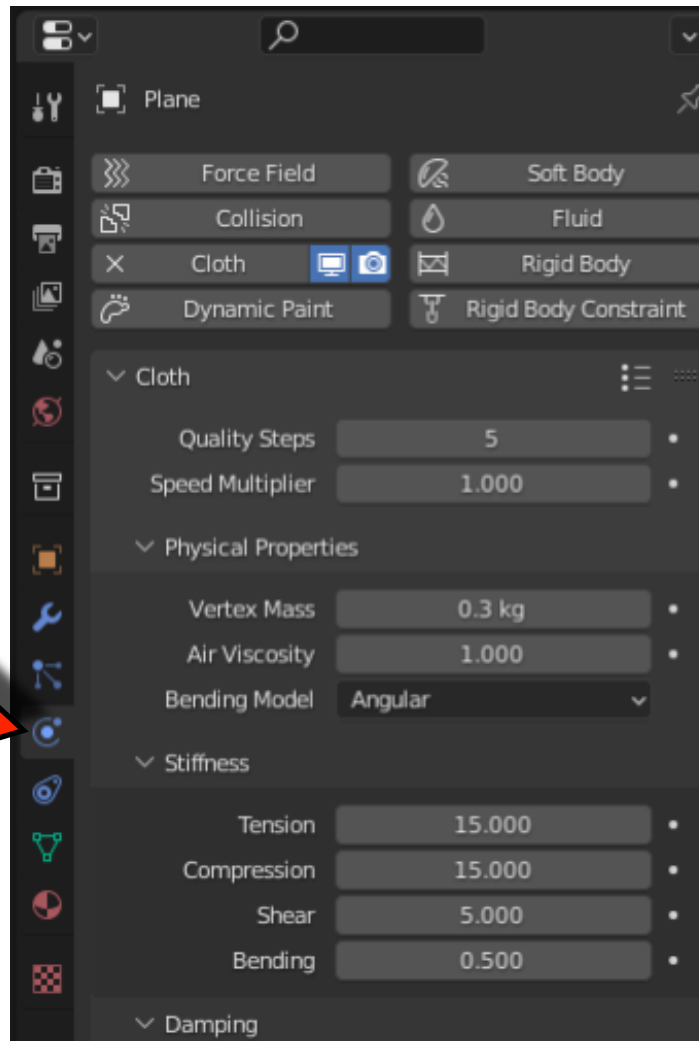 Plane
Force Field Soft Body
Collision Fluid
Cloth Rigid Body
Dynamic Paint Rigid Body Constraint
Cloth
Quality Steps 5
Speed Multiplier 1.000
Physical Properties
Vertex Mass 0.3 kg
Air Viscosity 1.000
Bending Model Angular
Stiffness
Tension 15.000
Compression 15.000
Shear 5.000
Bending 0.500
Damping